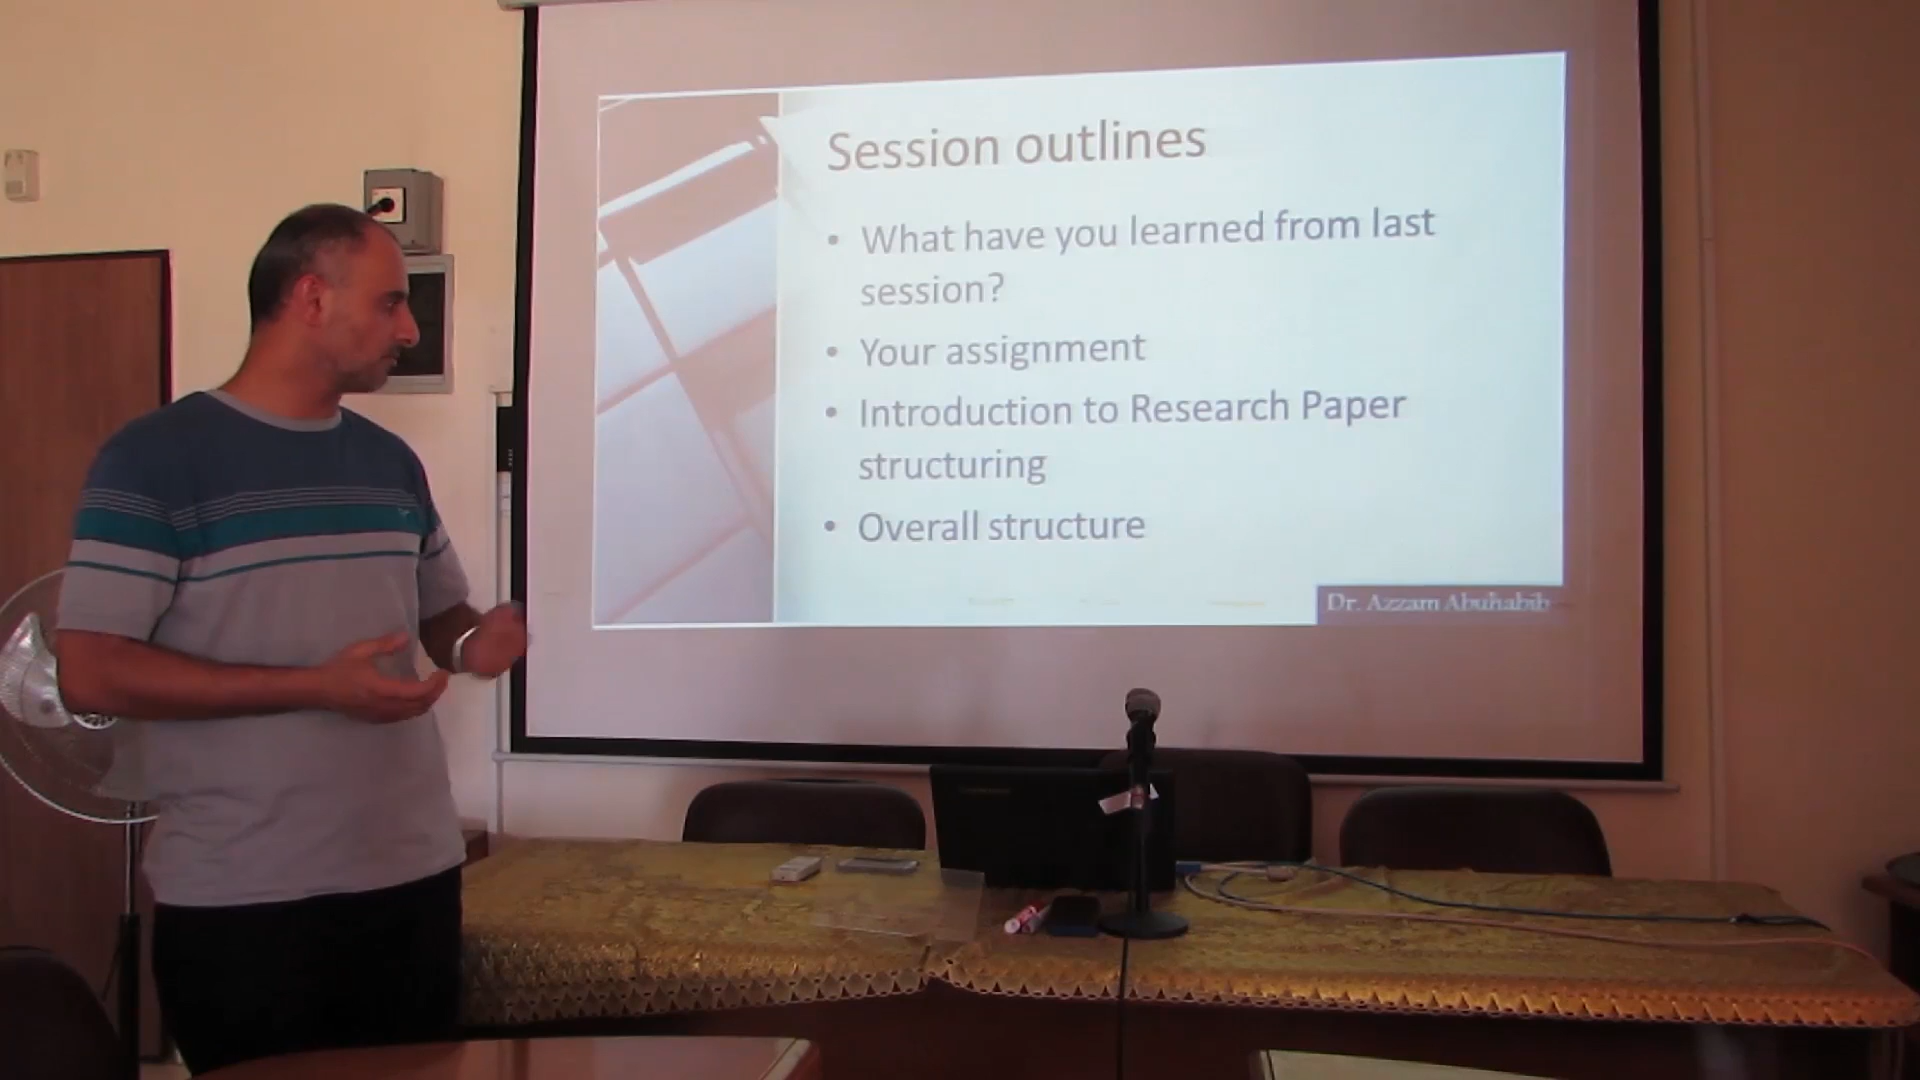 Session outlines
• What have you learned from last
session?
• Your assignment
• Introduction to Research Paper
structuring
• Overall structure
Dr. Azzam Abuhabib